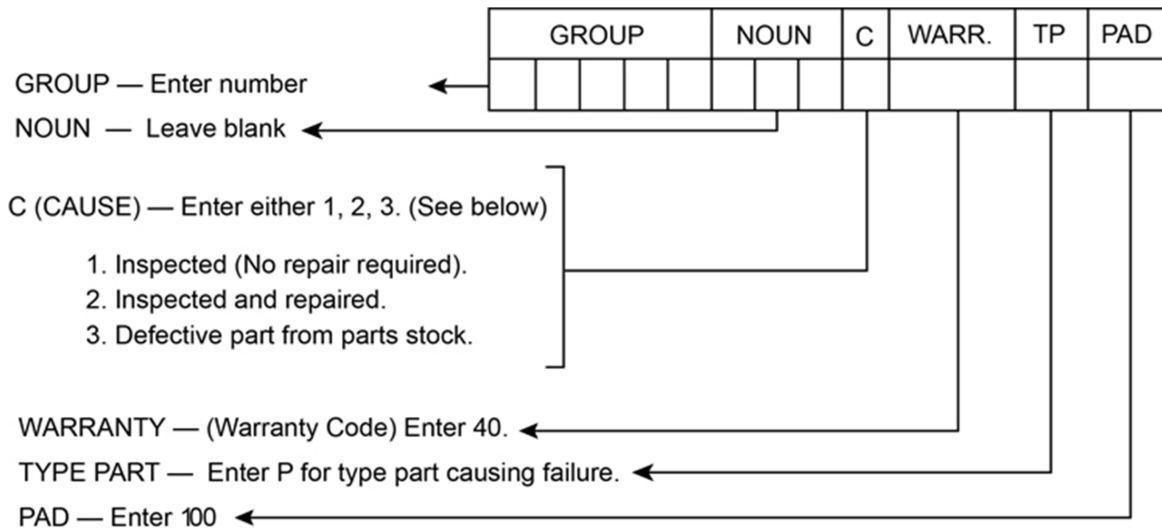 GROUP NOUN C WARR. TP PAD
GROUP — Enter number
NOUN — Leave blank
C (CAUSE) — Enter either 1, 2, 3. (See below)
1. Inspected (No repair required).
2. Inspected and repaired.
3. Defective part from parts stock.
WARRANTY — (Warranty Code) Enter 40.
TYPE PART — Enter P for type part causing failure.
PAD — Enter 100